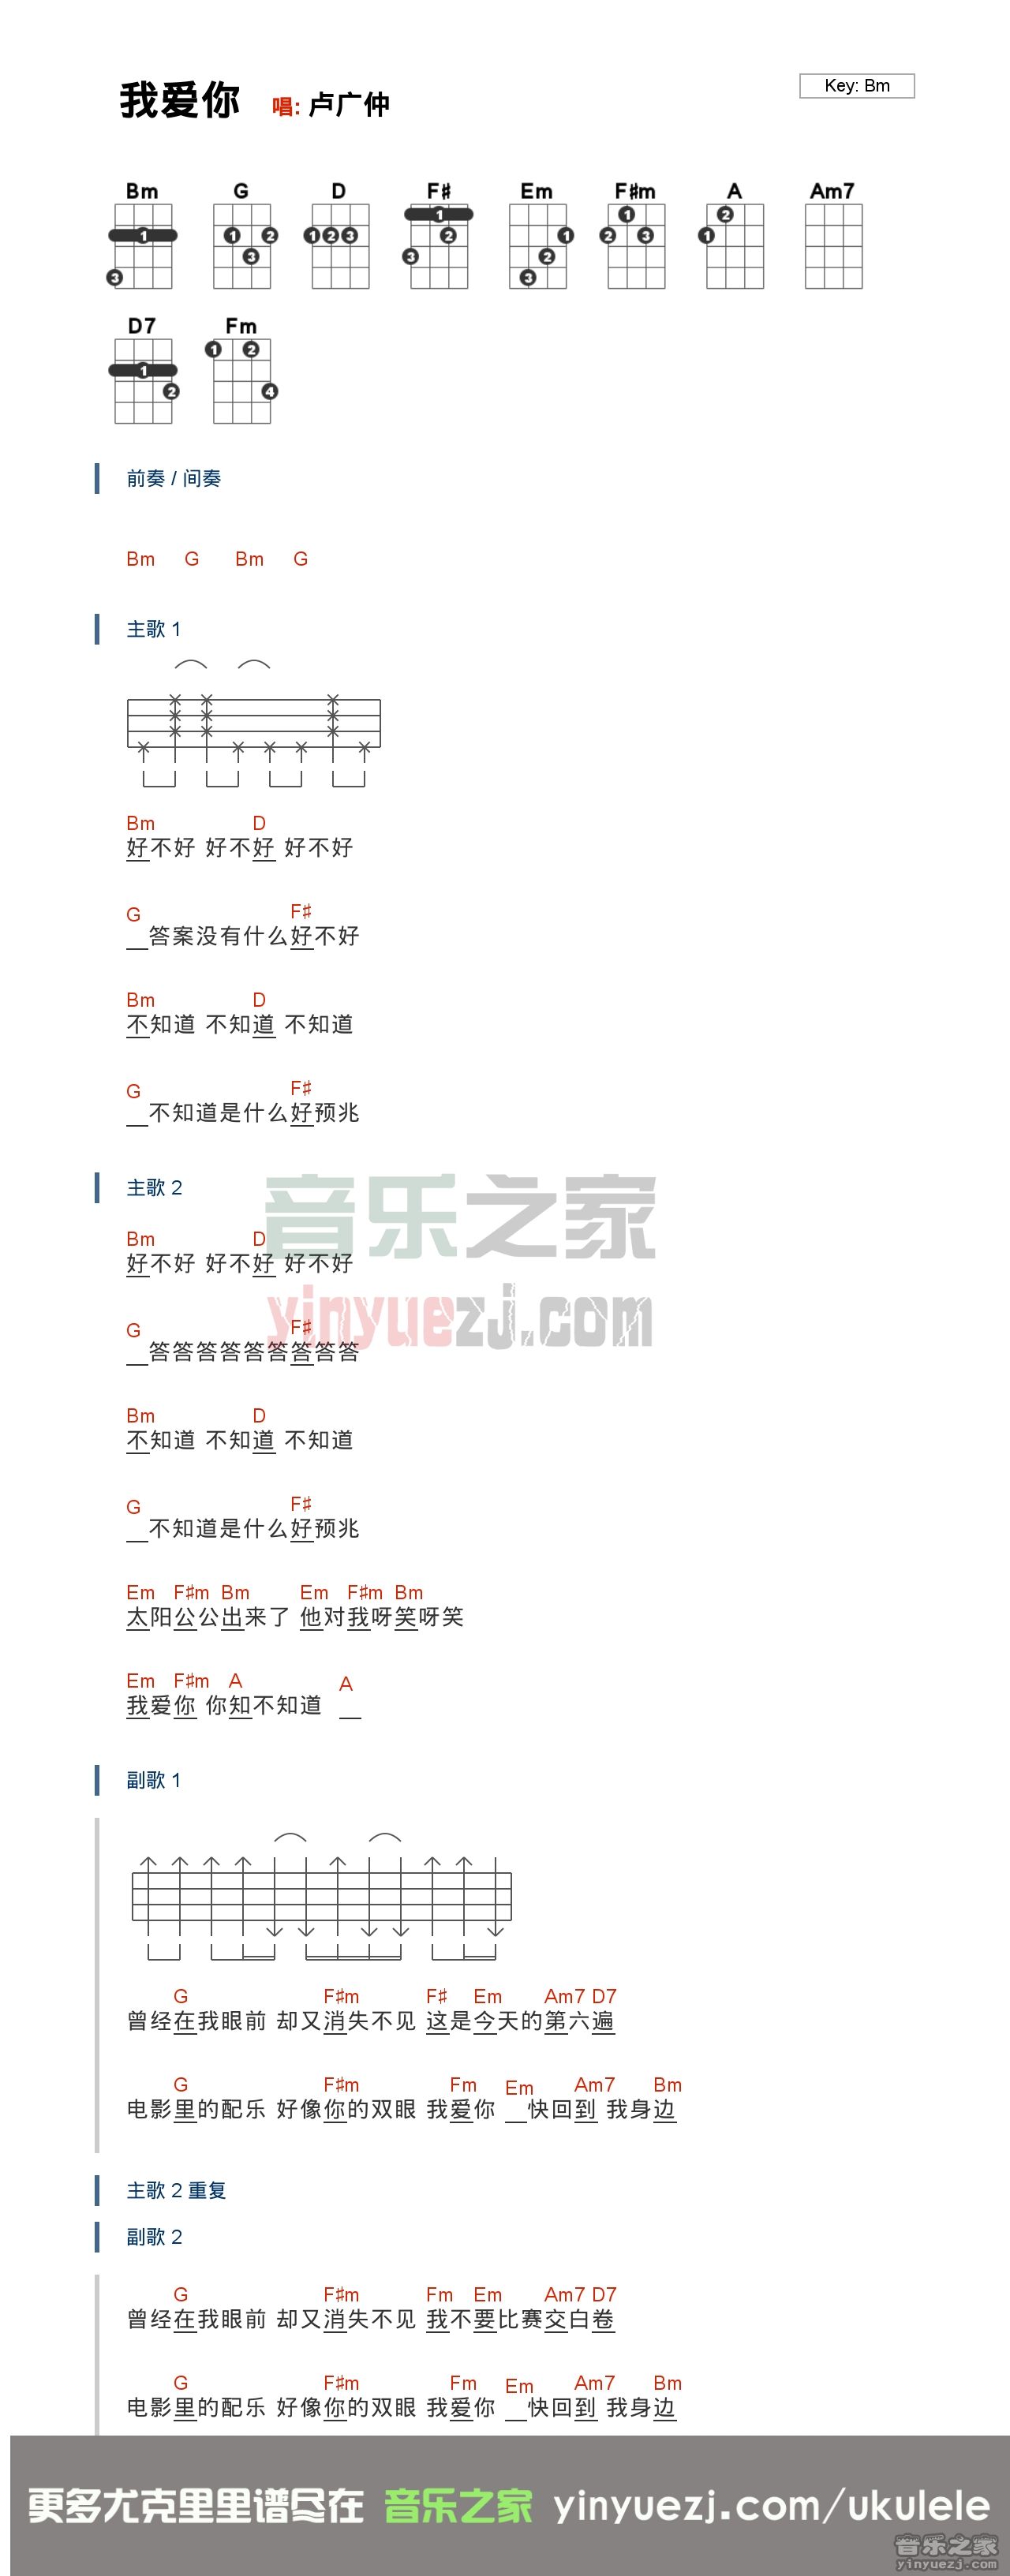 我爱你 唱: 卢广仲
Key: Bm
Bm G D F♯ Em F♯m A Am7
D7 Fm
前奏 / 间奏
Bm G Bm G
主歌 1
Bm D
好不好 好不好 好不好
G F♯
__答案没有什么好不好
Bm D
不知道 不知道 不知道
G F♯
__不知道是什么好预兆
主歌 2
Bm D
好不好 好不好 好不好
G F♯
__答答答答答答答答答
Bm D
不知道 不知道 不知道
G F♯
__不知道是什么好预兆
Em F♯m Bm Em F♯m Bm
太阳公公出来了 他对我呀笑呀笑
Em F♯m A A
我爱你 你知不知道 __
音乐之家
yinyuezj.com
副歌 1
G F♯m F♯ Em Am7 D7
曾经在我眼前 却又消失不见 这是今天的第六遍
G F♯m Fm Em Am7 Bm
电影里的配乐 好像你的双眼 我爱你 __快回到 我身边
主歌 2 重复
副歌 2
G F♯m Fm Em Am7 D7
曾经在我眼前 却又消失不见 我不要比赛交白卷
G F♯m Fm Em Am7 Bm
电影里的配乐 好像你的双眼 我爱你 __快回到 我身边
更多尤克里里谱尽在 音乐之家 yinyuezj.com/ukulele
音乐之家
yinyuezj.com